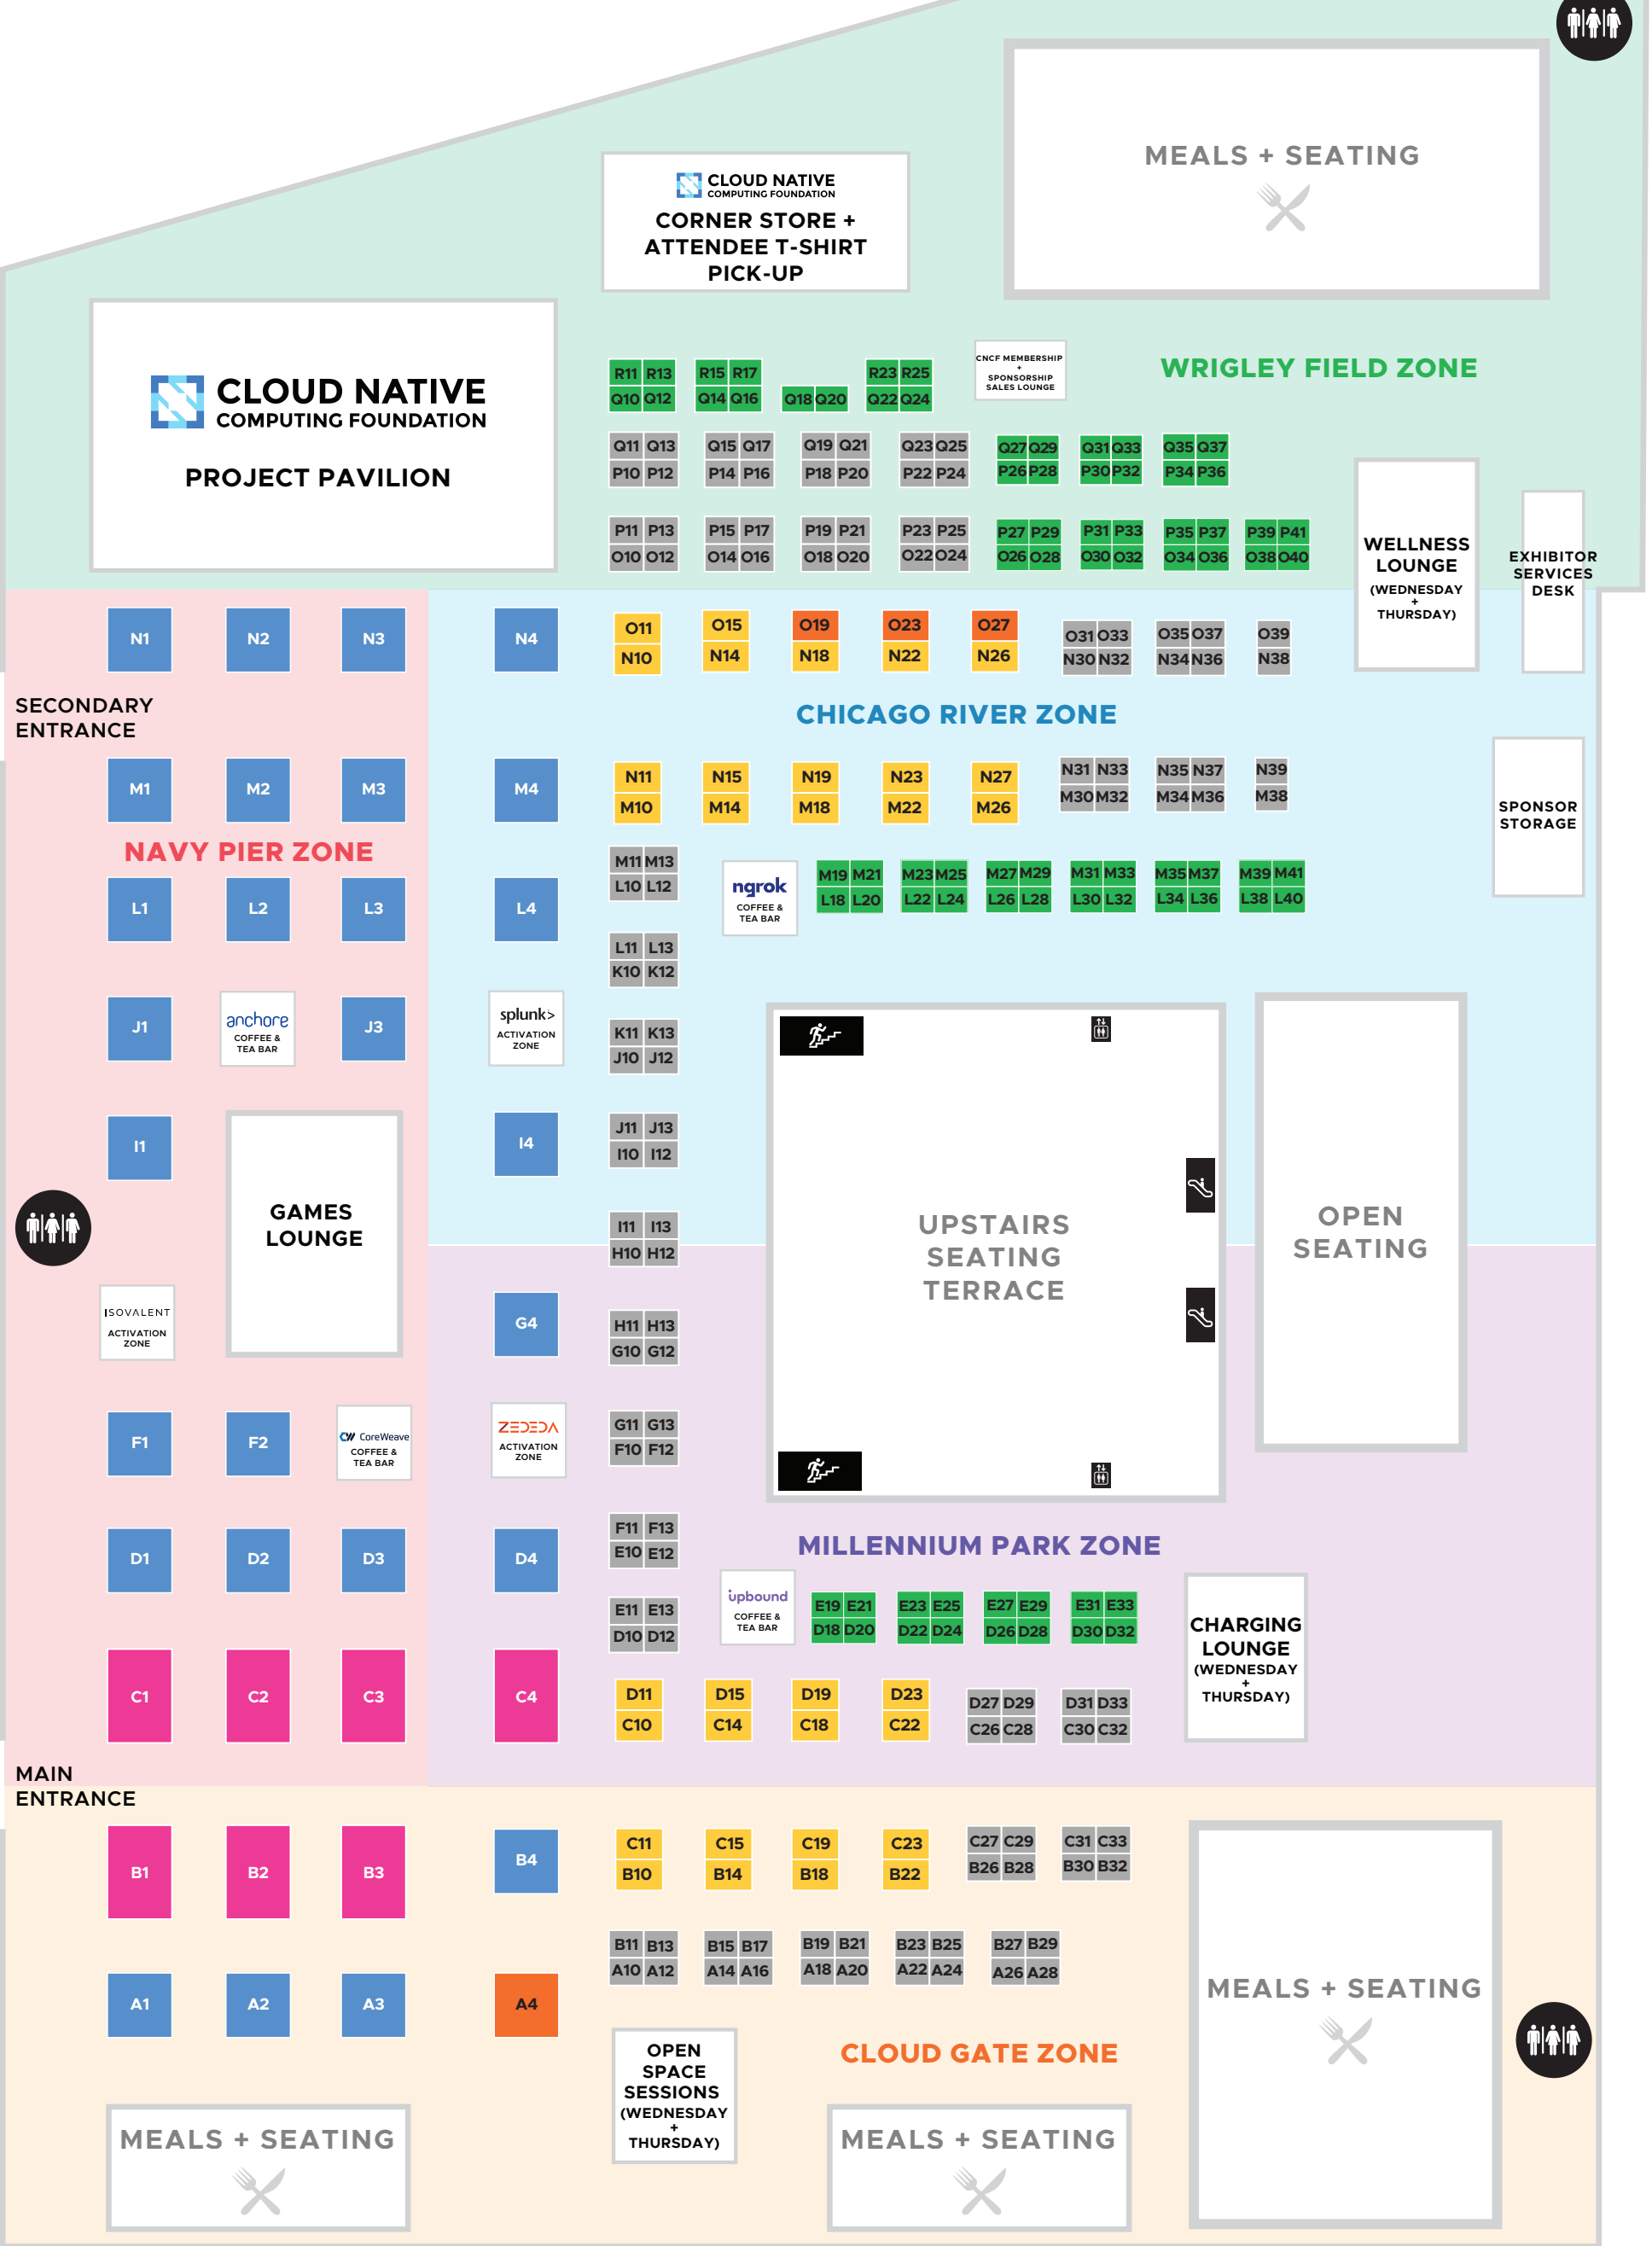 MEALS + SEATING
CLOUD NATIVE
COMPUTING FOUNDATION
CORNER STORE +
ATTENDEE T-SHIRT
PICK-UP
CLOUD NATIVE
COMPUTING FOUNDATION
PROJECT PAVILION
CNCF MEMBERSHIP
+
SPONSORSHIP
SALES LOUNGE
WRIGLEY FIELD ZONE
R11 R13 R15 R17 R23 R25
Q10 Q12 Q14 Q16 Q18 Q20 Q22 Q24
Q11 Q13 Q15 Q17 Q19 Q21 Q23 Q25 Q27 Q29 Q31 Q33 Q35 Q37
P10 P12 P14 P16 P18 P20 P22 P24 P26 P28 P30 P32 P34 P36
P11 P13 P15 P17 P19 P21 P23 P25 P27 P29 P31 P33 P35 P37 P39 P41
O10 O12 O14 O16 O18 O20 O22 O24 O26 O28 O30 O32 O34 O36 O38 O40
WELLNESS
LOUNGE
(WEDNESDAY
+
THURSDAY)
EXHIBITOR
SERVICES
DESK
N1 N2 N3 N4
O11 O15 O19 O23 O27 O31 O33 O35 O37 O39
N10 N14 N18 N22 N26 N30 N32 N34 N36 N38
SECONDARY
ENTRANCE
CHICAGO RIVER ZONE
M1 M2 M3 M4
N11 N15 N19 N23 N27 N31 N33 N35 N37 N39
M10 M14 M18 M22 M26 M30 M32 M34 M36 M38
SPONSOR
STORAGE
NAVY PIER ZONE
M11 M13
L10 L12
ngrok
COFFEE &
TEA BAR
M19 M21 M23 M25 M27 M29 M31 M33 M35 M37 M39 M41
L18 L20 L22 L24 L26 L28 L30 L32 L34 L36 L38 L40
L1 L2 L3 L4
L11 L13
K10 K12
J1
anchore
COFFEE &
TEA BAR
J3
splunk>
ACTIVATION
ZONE
K11 K13
J10 J12
I1
GAMES
LOUNGE
I4
J11 J13
I10 I12
I11 I13
H10 H12
UPSTAIRS
SEATING
TERRACE
OPEN
SEATING
ISOVALENT
ACTIVATION
ZONE
G4
H11 H13
G10 G12
F1 F2
CW CoreWeave
COFFEE &
TEA BAR
ZEDEDA
ACTIVATION
ZONE
G11 G13
F10 F12
F11 F13
E10 E12
MILLENNIUM PARK ZONE
D1 D2 D3 D4
E11 E13
D10 D12
upbound
COFFEE &
TEA BAR
E19 E21 E23 E25 E27 E29 E31 E33
D18 D20 D22 D24 D26 D28 D30 D32
CHARGING
LOUNGE
(WEDNESDAY
+
THURSDAY)
C1 C2 C3 C4
D11 D15 D19 D23 D27 D29 D31 D33
C10 C14 C18 C22 C26 C28 C30 C32
MAIN
ENTRANCE
B1 B2 B3 B4
C11 C15 C19 C23 C27 C29 C31 C33
B10 B14 B18 B22 B26 B28 B30 B32
B11 B13 B15 B17 B19 B21 B23 B25 B27 B29
A10 A12 A14 A16 A18 A20 A22 A24 A26 A28
A1 A2 A3 A4
MEALS + SEATING
OPEN
SPACE
SESSIONS
(WEDNESDAY
+
THURSDAY)
CLOUD GATE ZONE
MEALS + SEATING
MEALS + SEATING